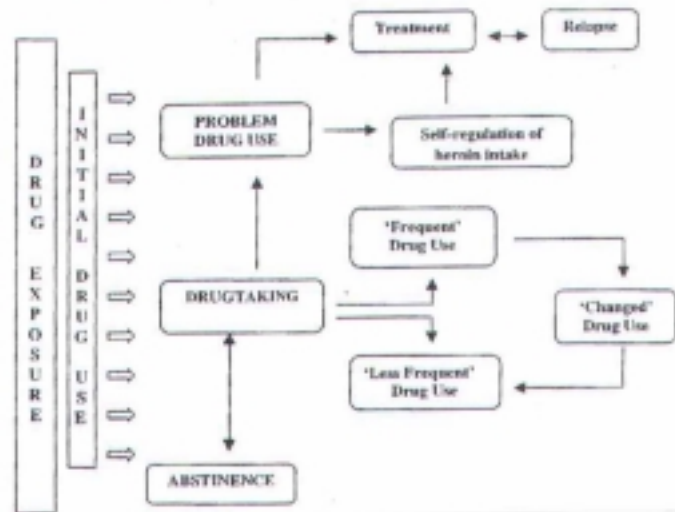 DRUG EXPOSURE
INITIAL DRUG USE
Treatment
Relapse
PROBLEM
DRUG USE
Self-regulation of
heroin intake
'Frequent'
Drug Use
DRUGTAKING
'Changed'
Drug Use
'Less Frequent'
Drug Use
ABSTINENCE